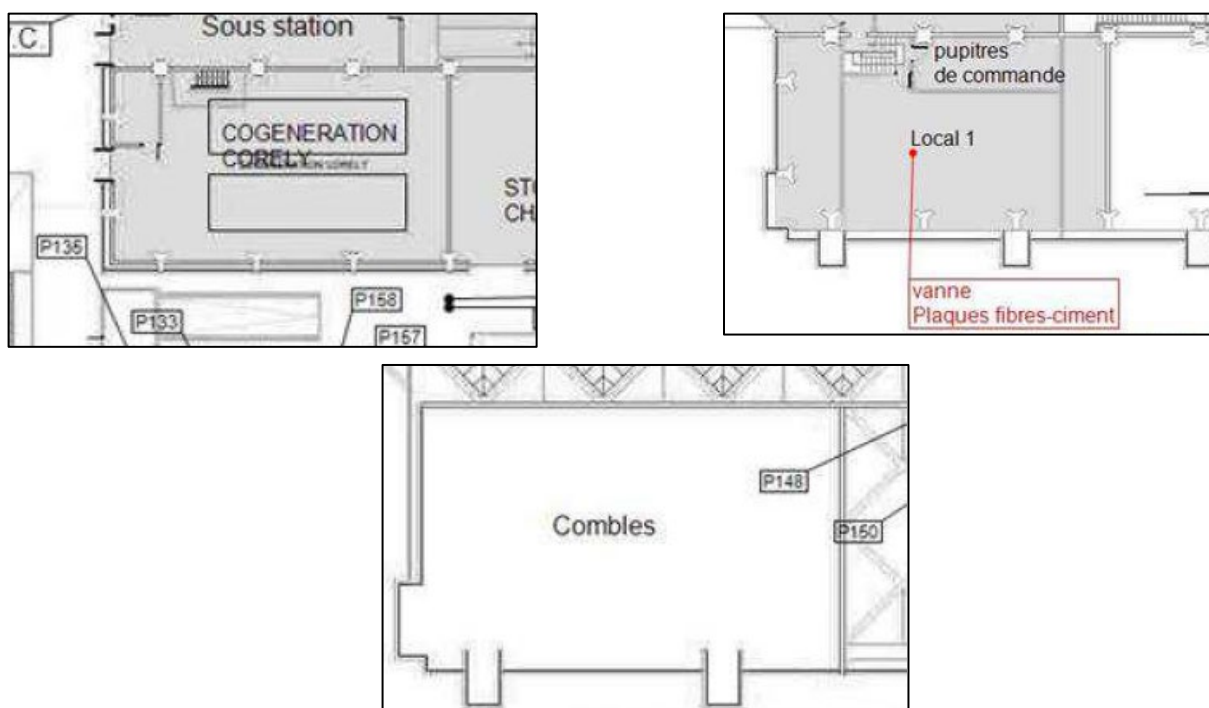 .C.
Sous station
COGENERATION
CORELY
STO
CH
P135
P133
P158
P157
pupitres
de commande
Local 1
vanne
Plaques fibres-ciment
P148
Combles
P150